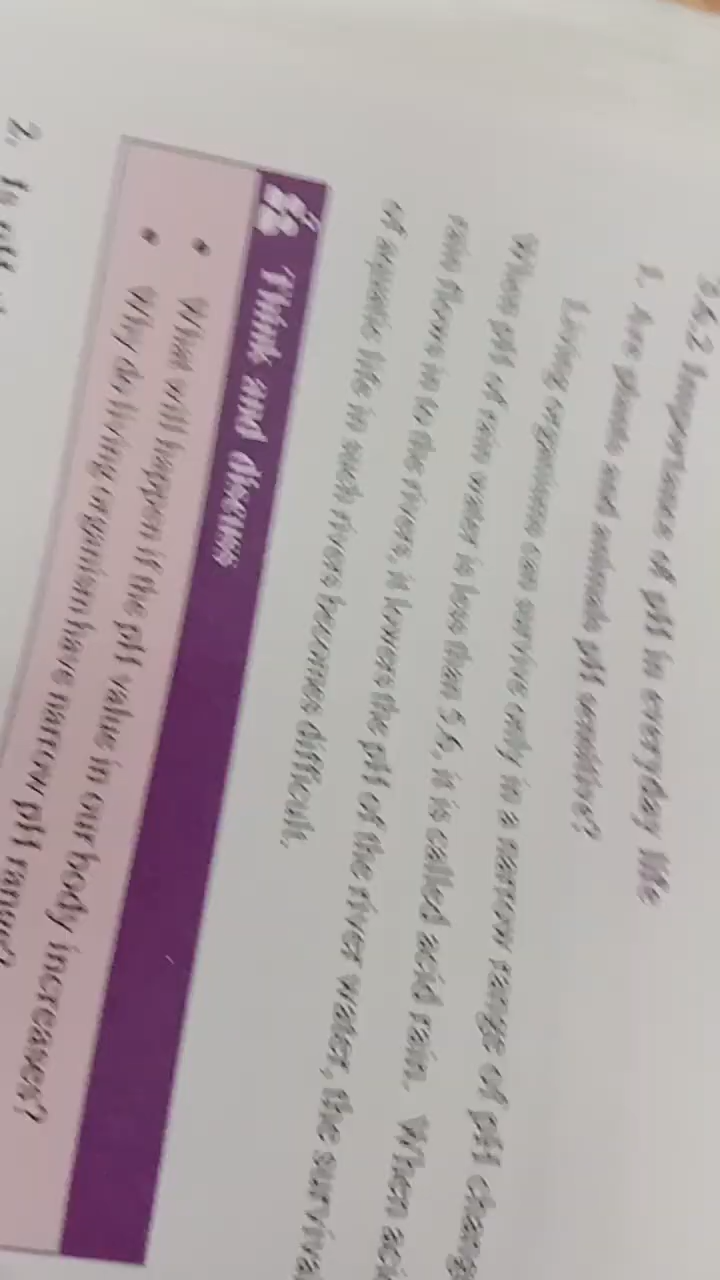 3.6.2 Importance of pH in everyday life
1. Are plants and animals pH sensitive?
Living organisms can survive only in a narrow range of pH
When pH of rain water is less than 5.6, it is called acid rain. When
rain flows in to the rivers, it lowers the pH of the river water, the
of aquatic life in such rivers becomes difficult.
Think and discuss
• What will happen if the pH value in our body increases?
• Why do living organism have narrow pH range?
2. Is